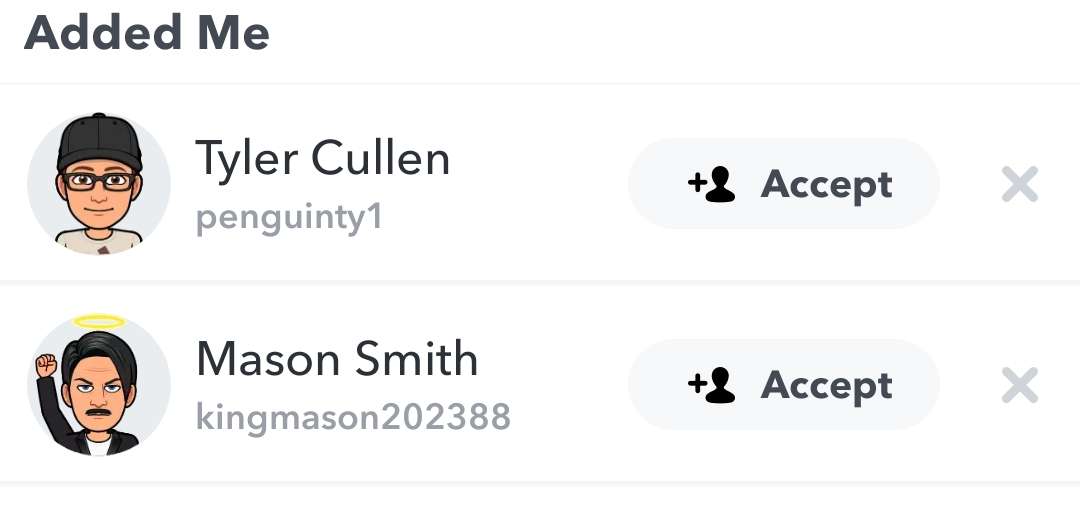 Added Me
Tyler Cullen
penguinty1
Accept
Mason Smith
kingmason202388
Accept